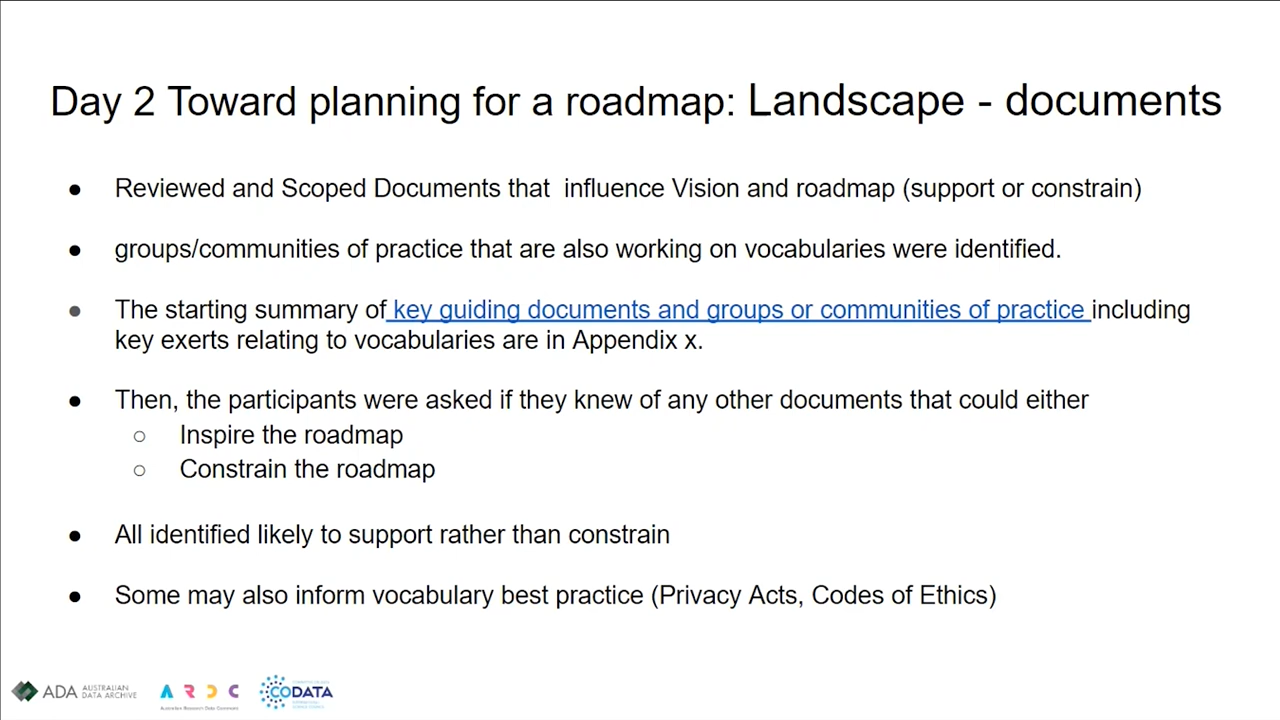 Day 2 Toward planning for a roadmap: Landscape - documents
● Reviewed and Scoped Documents that  influence Vision and roadmap (support or constrain)
● groups/communities of practice that are also working on vocabularies were identified.
● The starting summary of key guiding documents and groups or communities of practice including
key exerts relating to vocabularies are in Appendix x.
● Then, the participants were asked if they knew of any other documents that could either
○ Inspire the roadmap
○ Constrain the roadmap
● All identified likely to support rather than constrain
● Some may also inform vocabulary best practice (Privacy Acts, Codes of Ethics)
ADA AUSTRALIAN
DATA ARCHIVE
ARDC
Australian Research Data Commons
CODATA